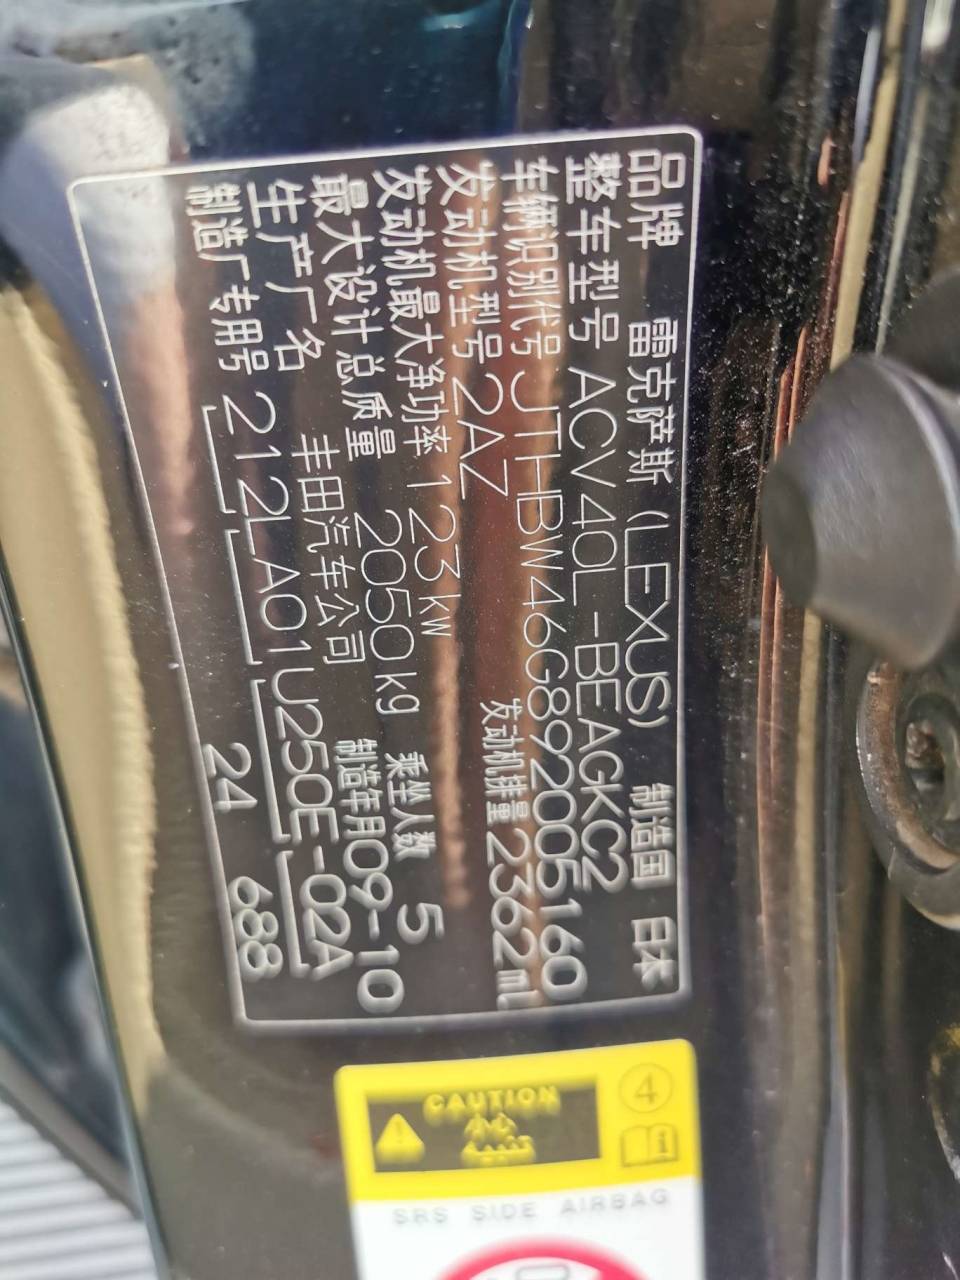 品牌 雷克萨斯 (LEXUS) 制造国 日本
整车型号 ACV40L-BEAGKC2
车辆识别代号 JTHBW46G892005160
发动机型号 2AZ 发动机排量 2362ml
发动机最大净功率 123kW
最大设计总质量 2050kg 乘坐人数 5
生产厂名 丰田汽车公司 制造年月 09-10
制造厂专用号 212LA01U250E-02A
24 688
4
CAUTION
小心
SRS SIDE AIRBAG